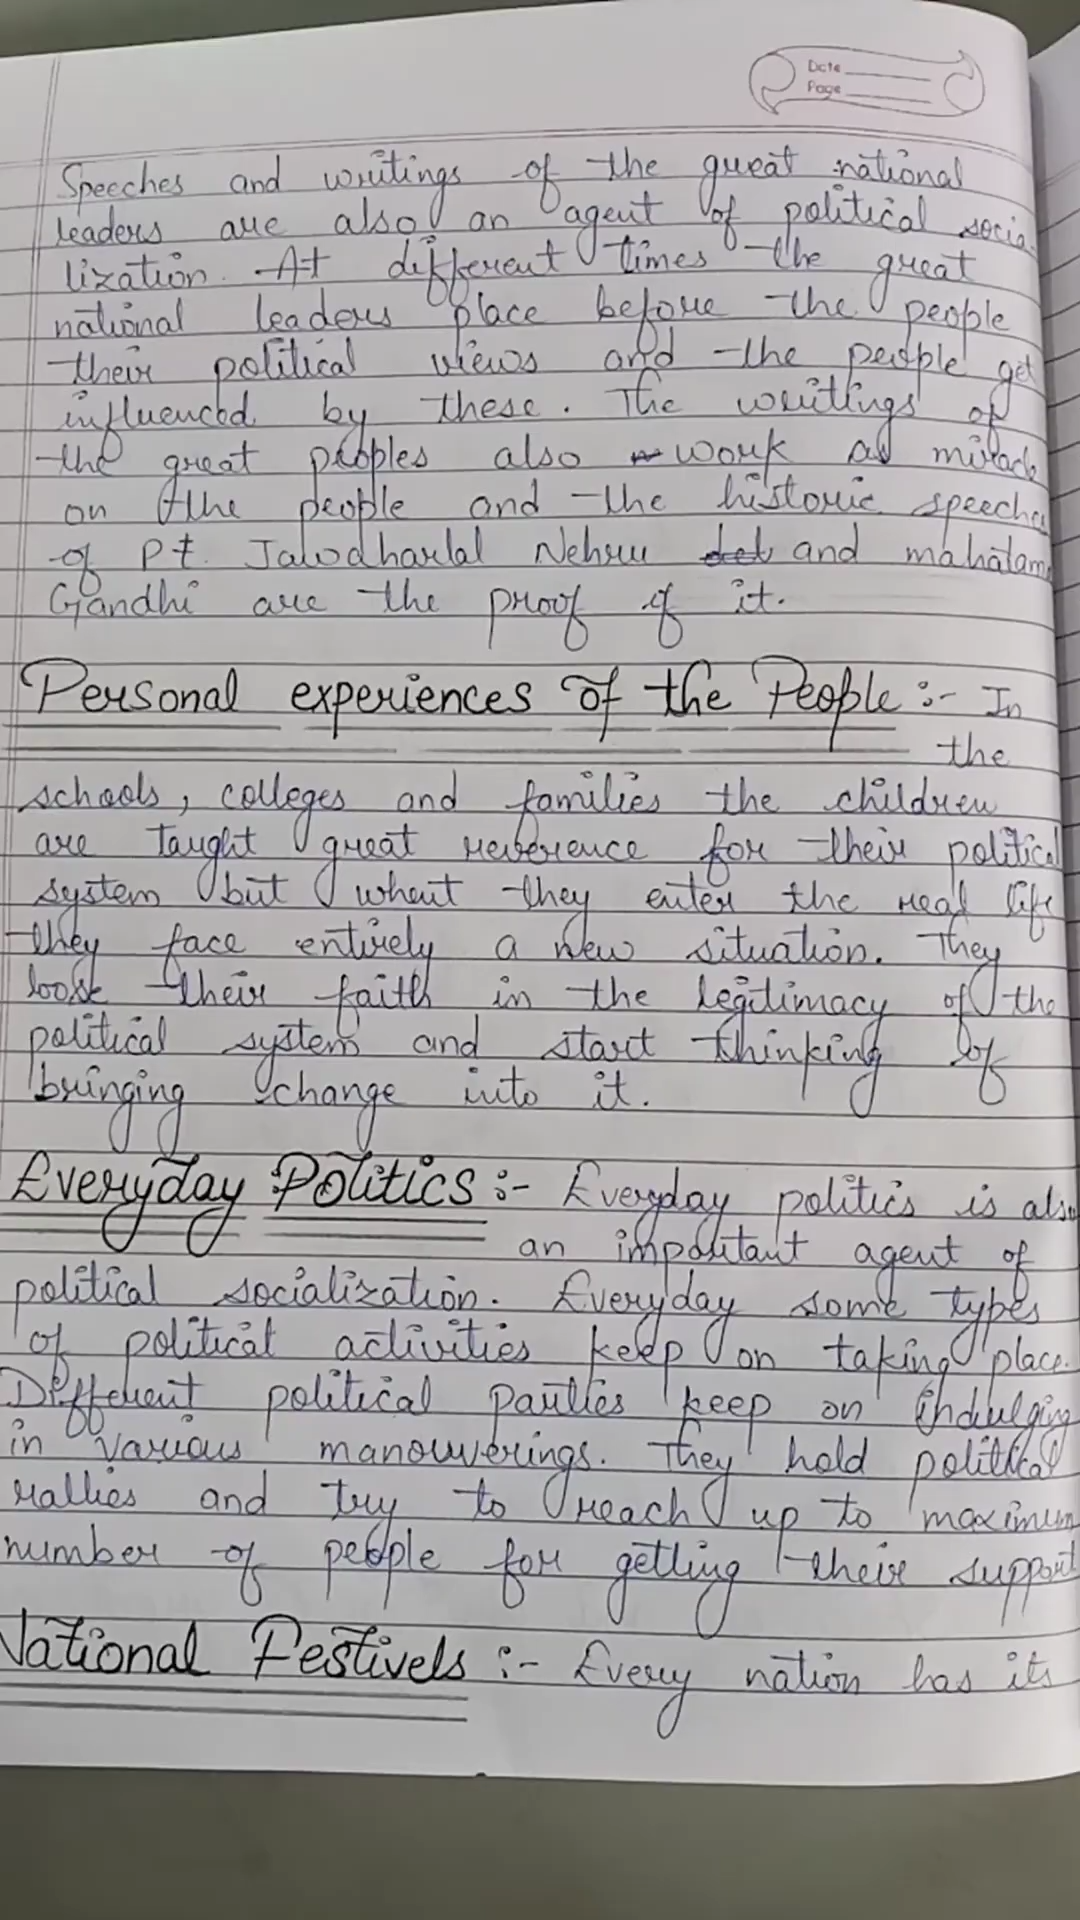 Date
Page
Speeches and writings of the great national
leaders are also an agent of political socia
lization. At different times the great
national leaders place before the people
their political views and the people get
influenced by these. The writings of
the great peoples also work as miracle
on the people and the historic speeches
of Pt. Jawdharlal Nehru and mahatama
Gandhi are the proof of it.
Personal experiences of the People :- In
the
schools, colleges and families the children
are taught great reverence for their political
system but whent they enter the real life
they face entirely a new situation. They
loose their faith in the legitimacy of the
political system and start thinking of
bringing change into it.
Everyday Politics :- Everyday politics is also
an important agent of
political socialization. Everyday some types
of political activities keep on taking place.
Different political parties keep on indulging
in various manouverings. They hold political
rallies and try to reach up to maximum
number of people for getting their support
National Festivels :- Every nation has its